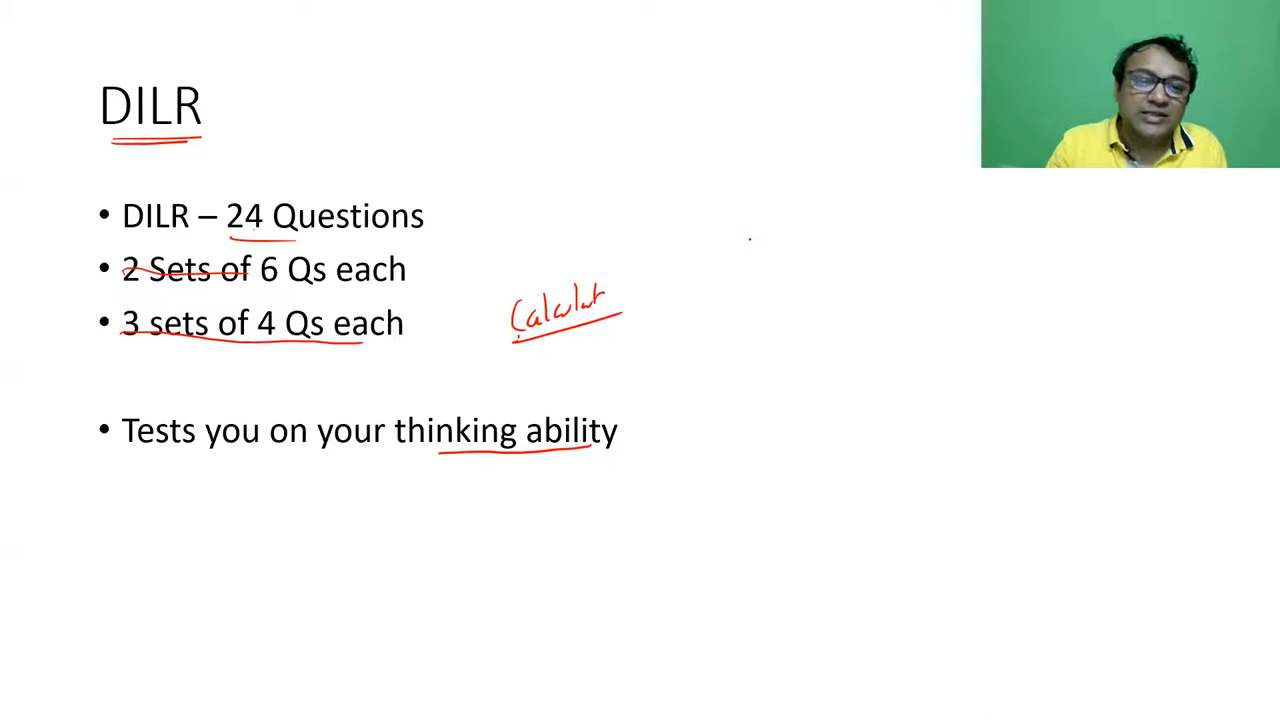 DILR
• DILR – 24 Questions
• 2 Sets of 6 Qs each
• 3 sets of 4 Qs each
Calculat
• Tests you on your thinking ability